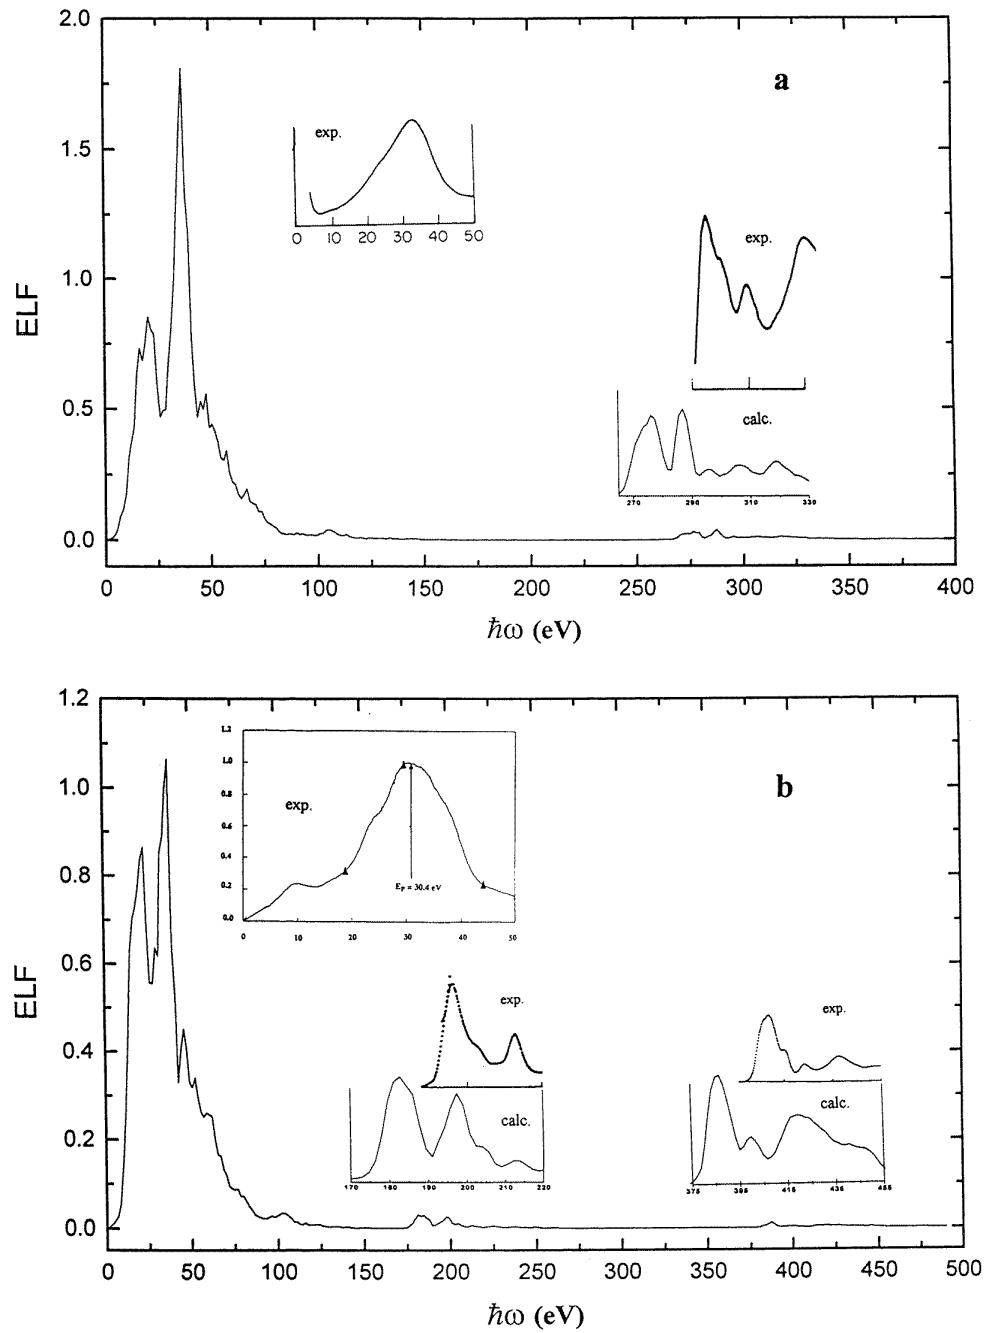 2.0
a
exp.
1.5
0 10 20 30 40 50
exp.
1.0
ELF
calc.
0.5
270 290 310 330
0.0
0 50 100 150 200 250 300 350 400
ħω (eV)
1.2
1.2
1.0
b
1.0
exp.
0.8
0.6
0.4
0.8
0.2
E_P = 30.4 eV
0.0
0 10 20 30 40 50
0.6
ELF
exp.
exp.
0.4
calc.
calc.
0.2
170 180 190 200 210 220
375 395 415 435 455
0.0
0 50 100 150 200 250 300 350 400 450 500
ħω (eV)